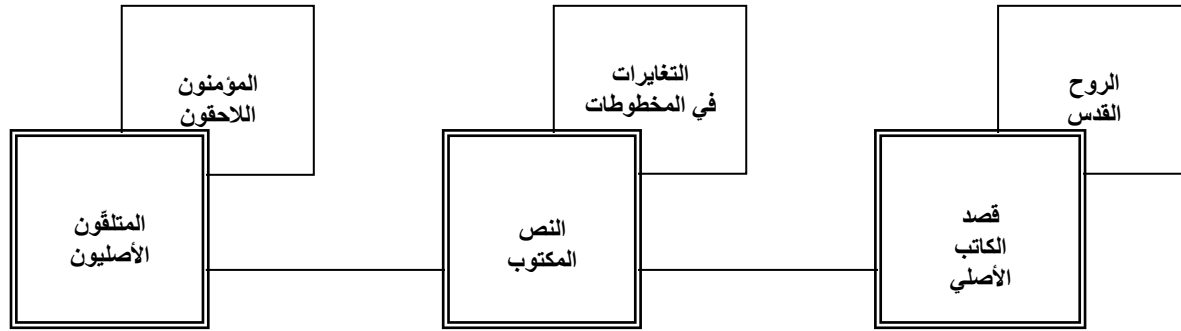 الروح
القدس
التغايرات
في المخطوطات
المؤمنون
اللاحقون
قصد
الكاتب
الأصلي
النص
المكتوب
المتلقّون
الأصليون